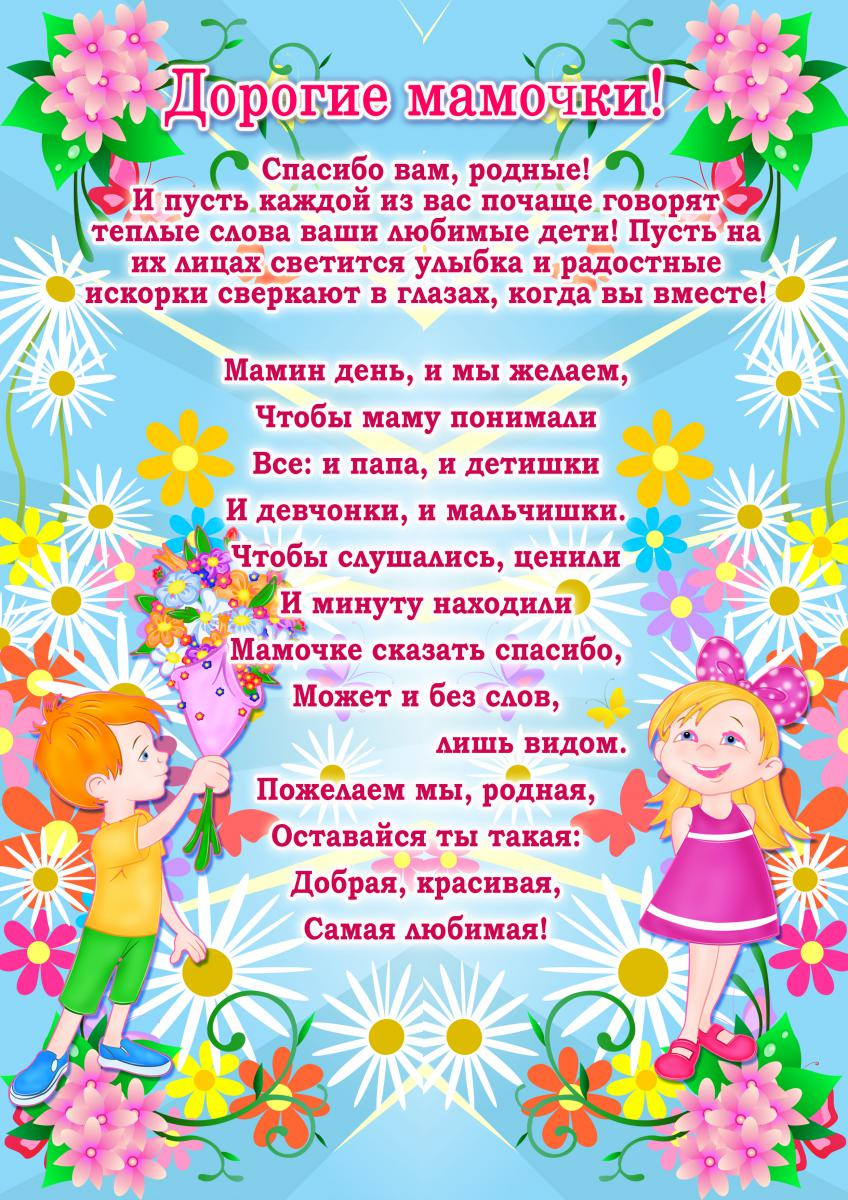 Дорогие мамочки!
Спасибо вам, родные!
И пусть каждой из вас почаще говорят
теплые слова ваши любимые дети! Пусть на
их лицах светится улыбка и радостные
искорки сверкают в глазах, когда вы вместе!
Мамин день, и мы желаем,
Чтобы маму понимали
Все: и папа, и детишки
И девчонки, и мальчишки.
Чтобы слушались, ценили
И минуту находили
Мамочке сказать спасибо,
Может и без слов,
лишь видом.
Пожелаем мы, родная,
Оставайся ты такая:
Добрая, красивая,
Самая любимая!